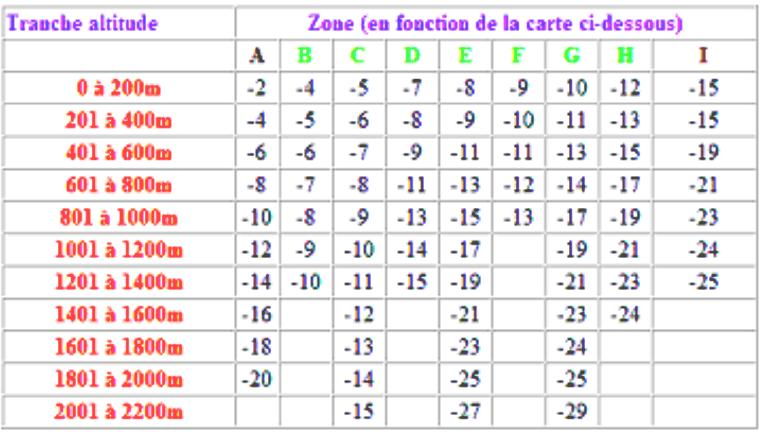 Tranche altitude Zone (en fonction de la carte ci-dessous)
A B C D E F G H I
0 à 200m -2 -4 -5 -7 -8 -9 -10 -12 -15
201 à 400m -4 -5 -6 -8 -9 -10 -11 -13 -15
401 à 600m -6 -6 -7 -9 -11 -11 -13 -15 -19
601 à 800m -8 -7 -8 -11 -13 -12 -14 -17 -21
801 à 1000m -10 -8 -9 -13 -15 -13 -17 -19 -23
1001 à 1200m -12 -9 -10 -14 -17 -19 -21 -24
1201 à 1400m -14 -10 -11 -15 -19 -21 -23 -25
1401 à 1600m -16 -12 -21 -23 -24
1601 à 1800m -18 -13 -23 -24
1801 à 2000m -20 -14 -25 -25
2001 à 2200m -15 -27 -29